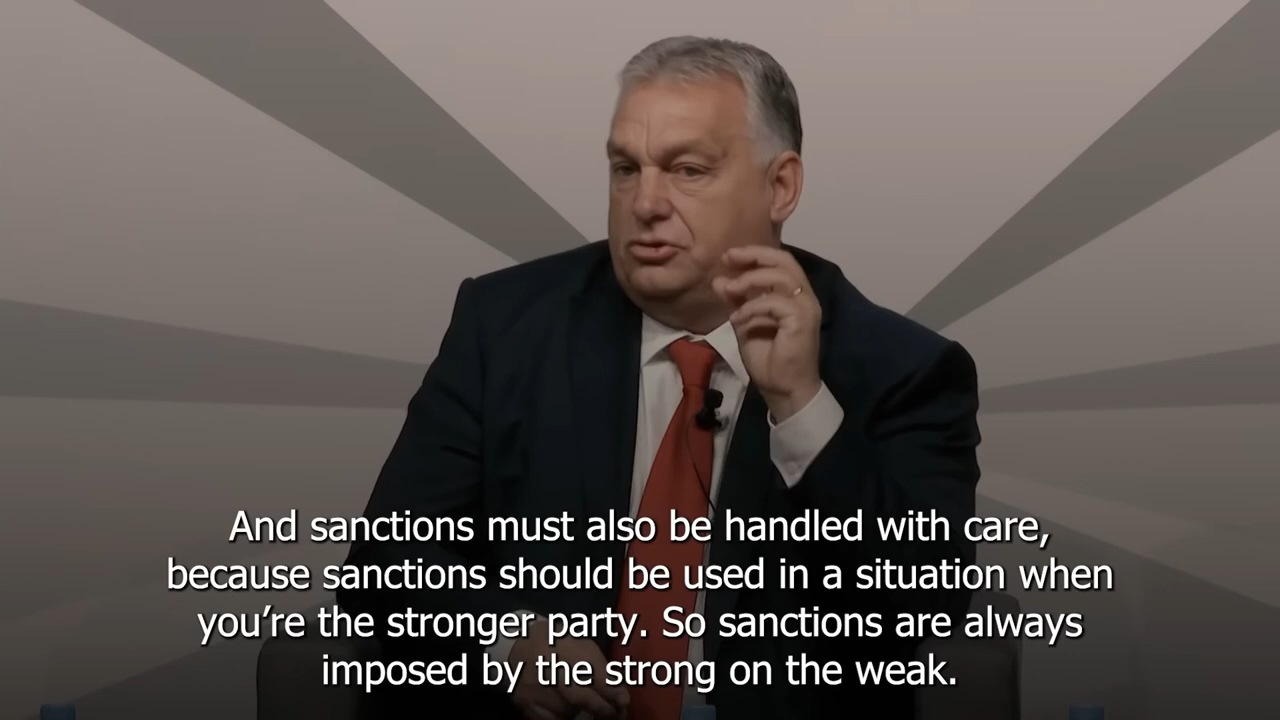 And sanctions must also be handled with care,
because sanctions should be used in a situation when
you’re the stronger party. So sanctions are always
imposed by the strong on the weak.